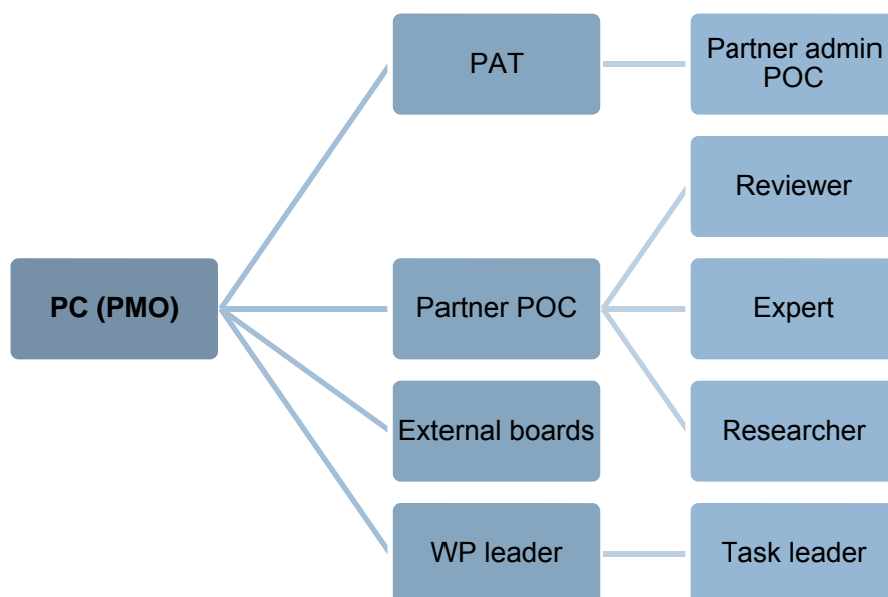 PAT
Partner admin
POC
Reviewer
PC (PMO)
Partner POC
Expert
External boards
Researcher
WP leader
Task leader